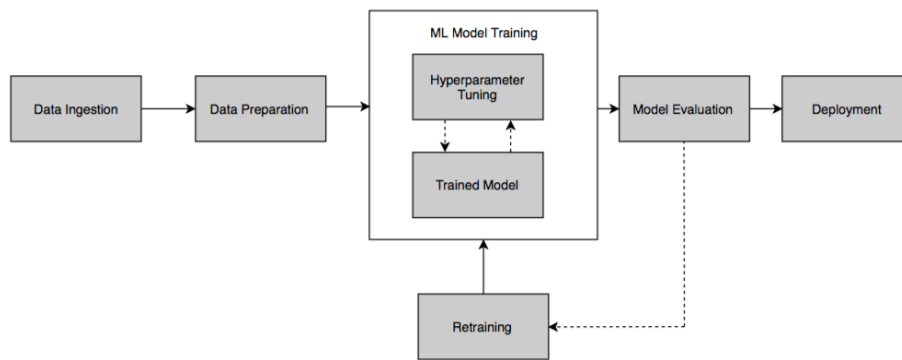 ML Model Training
Hyperparameter
Tuning
Data Ingestion
Data Preparation
Model Evaluation
Deployment
Trained Model
Retraining